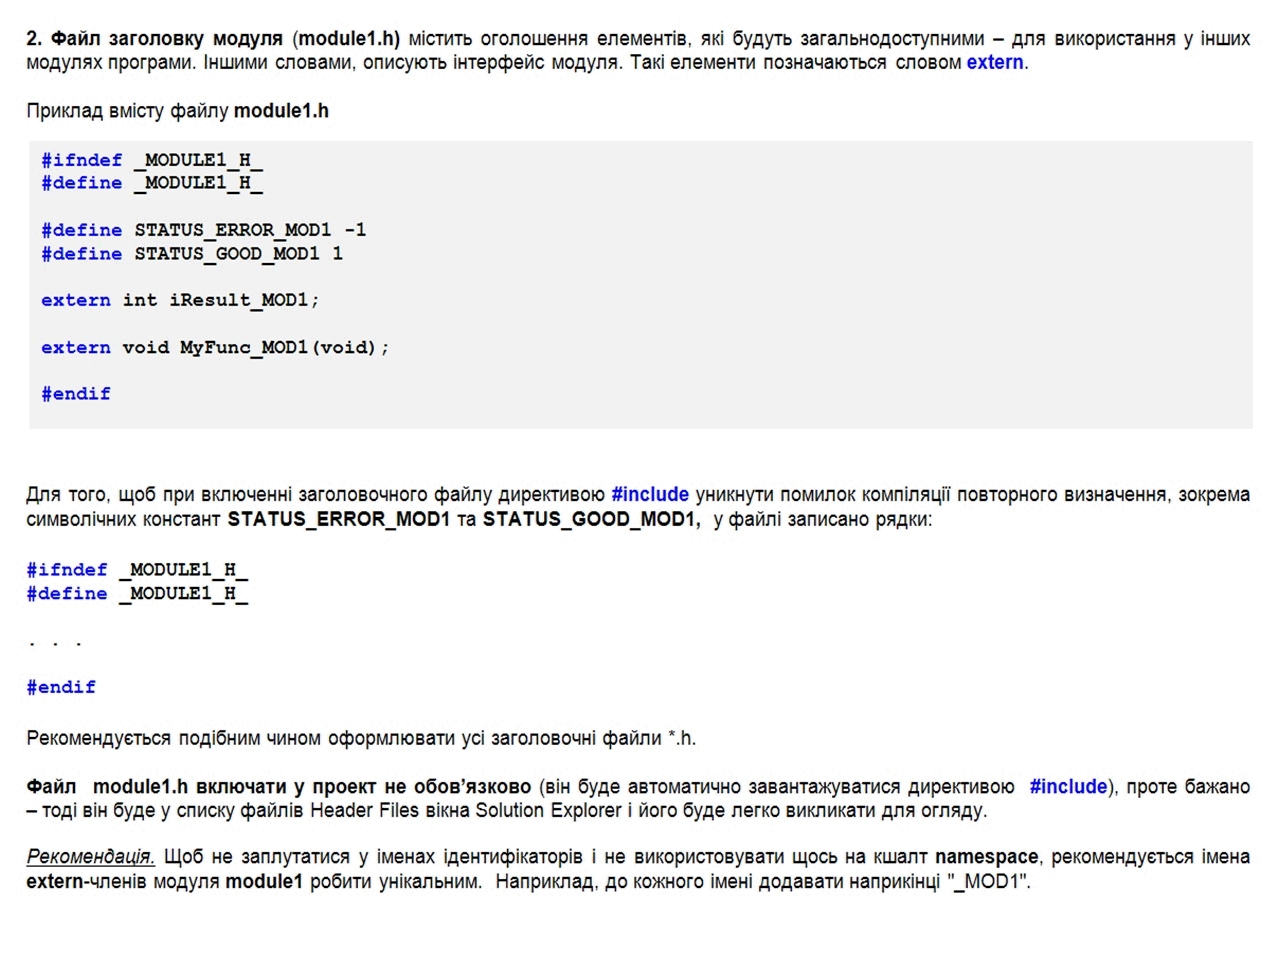 2. Файл заголовку модуля (module1.h) містить оголошення елементів, які будуть загальнодоступними – для використання у інших
модулях програми. Іншими словами, описують інтерфейс модуля. Такі елементи позначаються словом extern.
Приклад вмісту файлу module1.h
#ifndef _MODULE1_H_
#define _MODULE1_H_
#define STATUS_ERROR_MOD1 -1
#define STATUS_GOOD_MOD1 1
extern int iResult_MOD1;
extern void MyFunc_MOD1(void);
#endif
Для того, щоб при включенні заголовочного файлу директивою #include уникнути помилок компіляції повторного визначення, зокрема
символічних констант STATUS_ERROR_MOD1 та STATUS_GOOD_MOD1, у файлі записано рядки:
#ifndef _MODULE1_H_
#define _MODULE1_H_
. . .
#endif
Рекомендується подібним чином оформлювати усі заголовочні файли *.h.
Файл module1.h включати у проект не обов’язково (він буде автоматично завантажуватися директивою #include), проте бажано
– тоді він буде у списку файлів Header Files вікна Solution Explorer і його буде легко викликати для огляду.
Рекомендація. Щоб не заплутатися у іменах ідентифікаторів і не використовувати щось на кшалт namespace, рекомендується імена
extern-членів модуля module1 робити унікальним. Наприклад, до кожного імені додавати наприкінці "_MOD1".